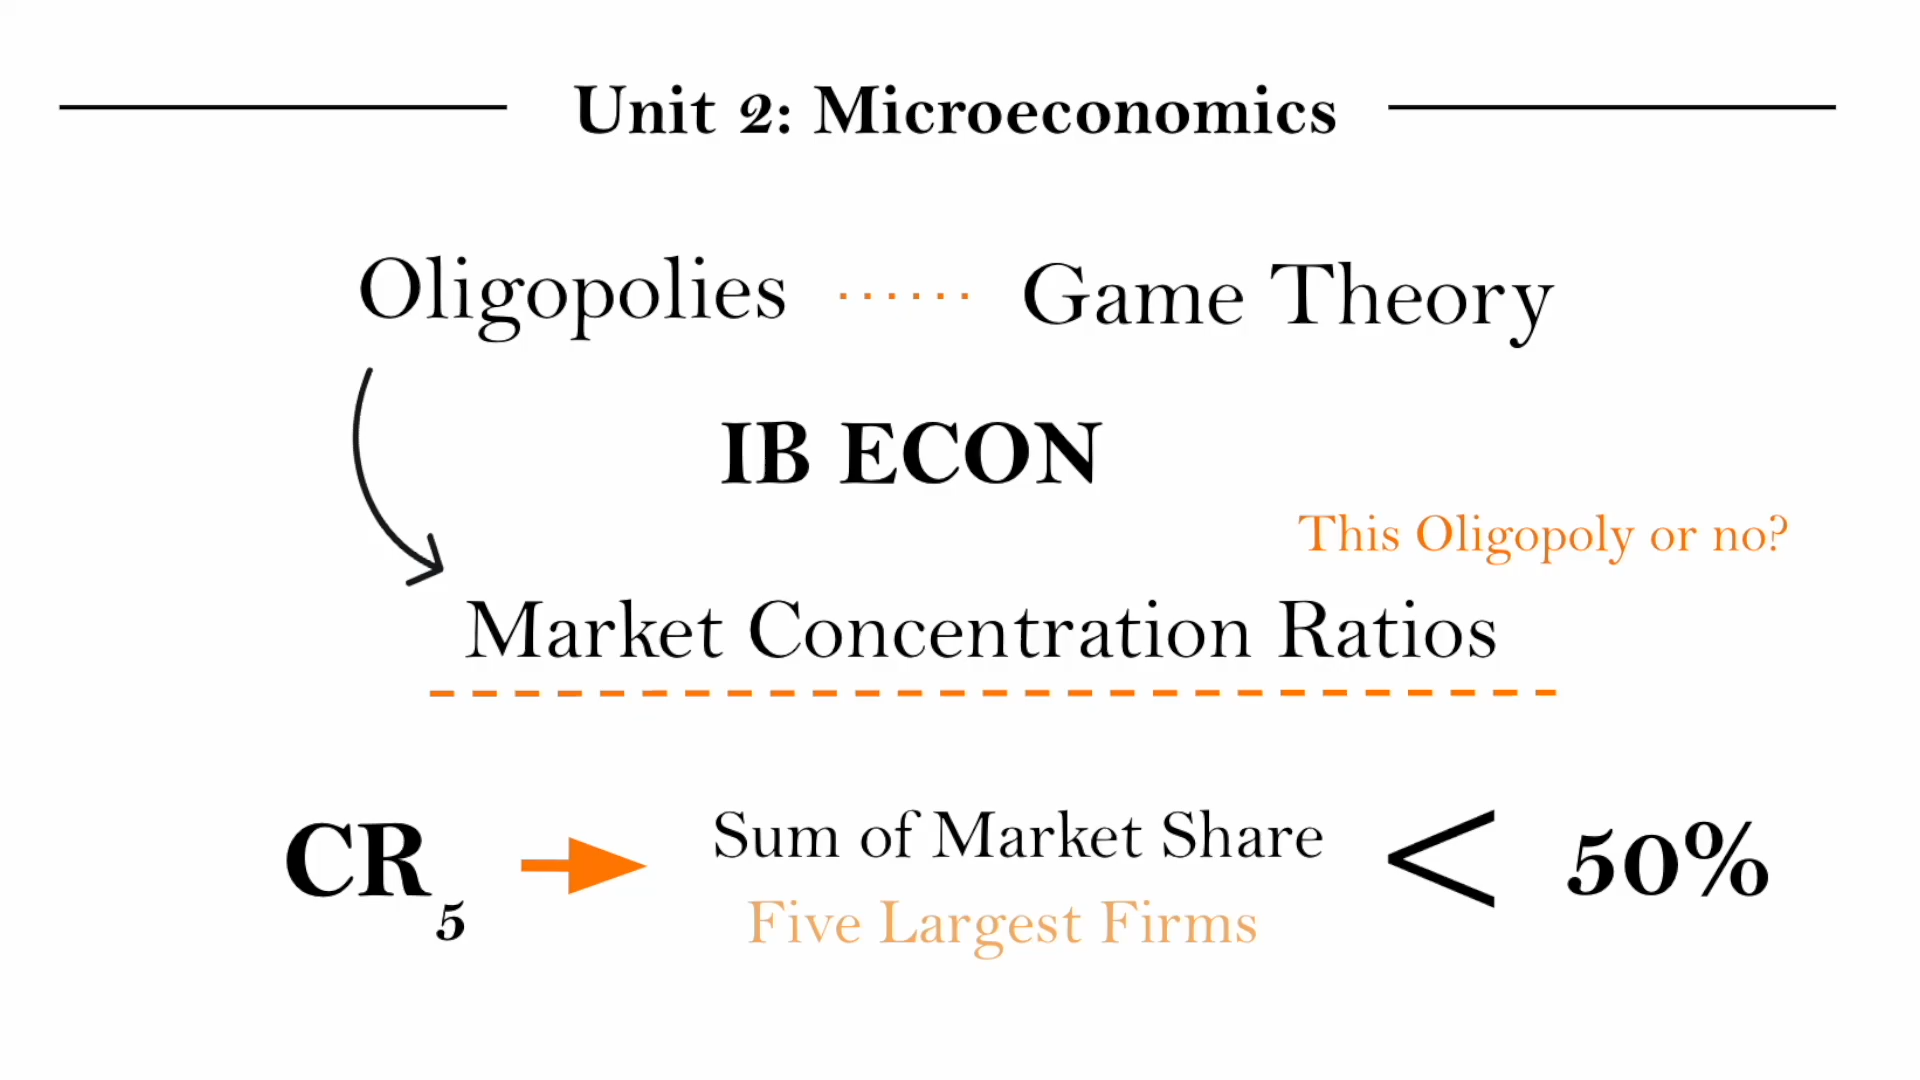 Unit 2: Microeconomics
Oligopolies ...... Game Theory
IB ECON
This Oligopoly or no?
Market Concentration Ratios
CR5 Sum of Market Share < 50%
Five Largest Firms